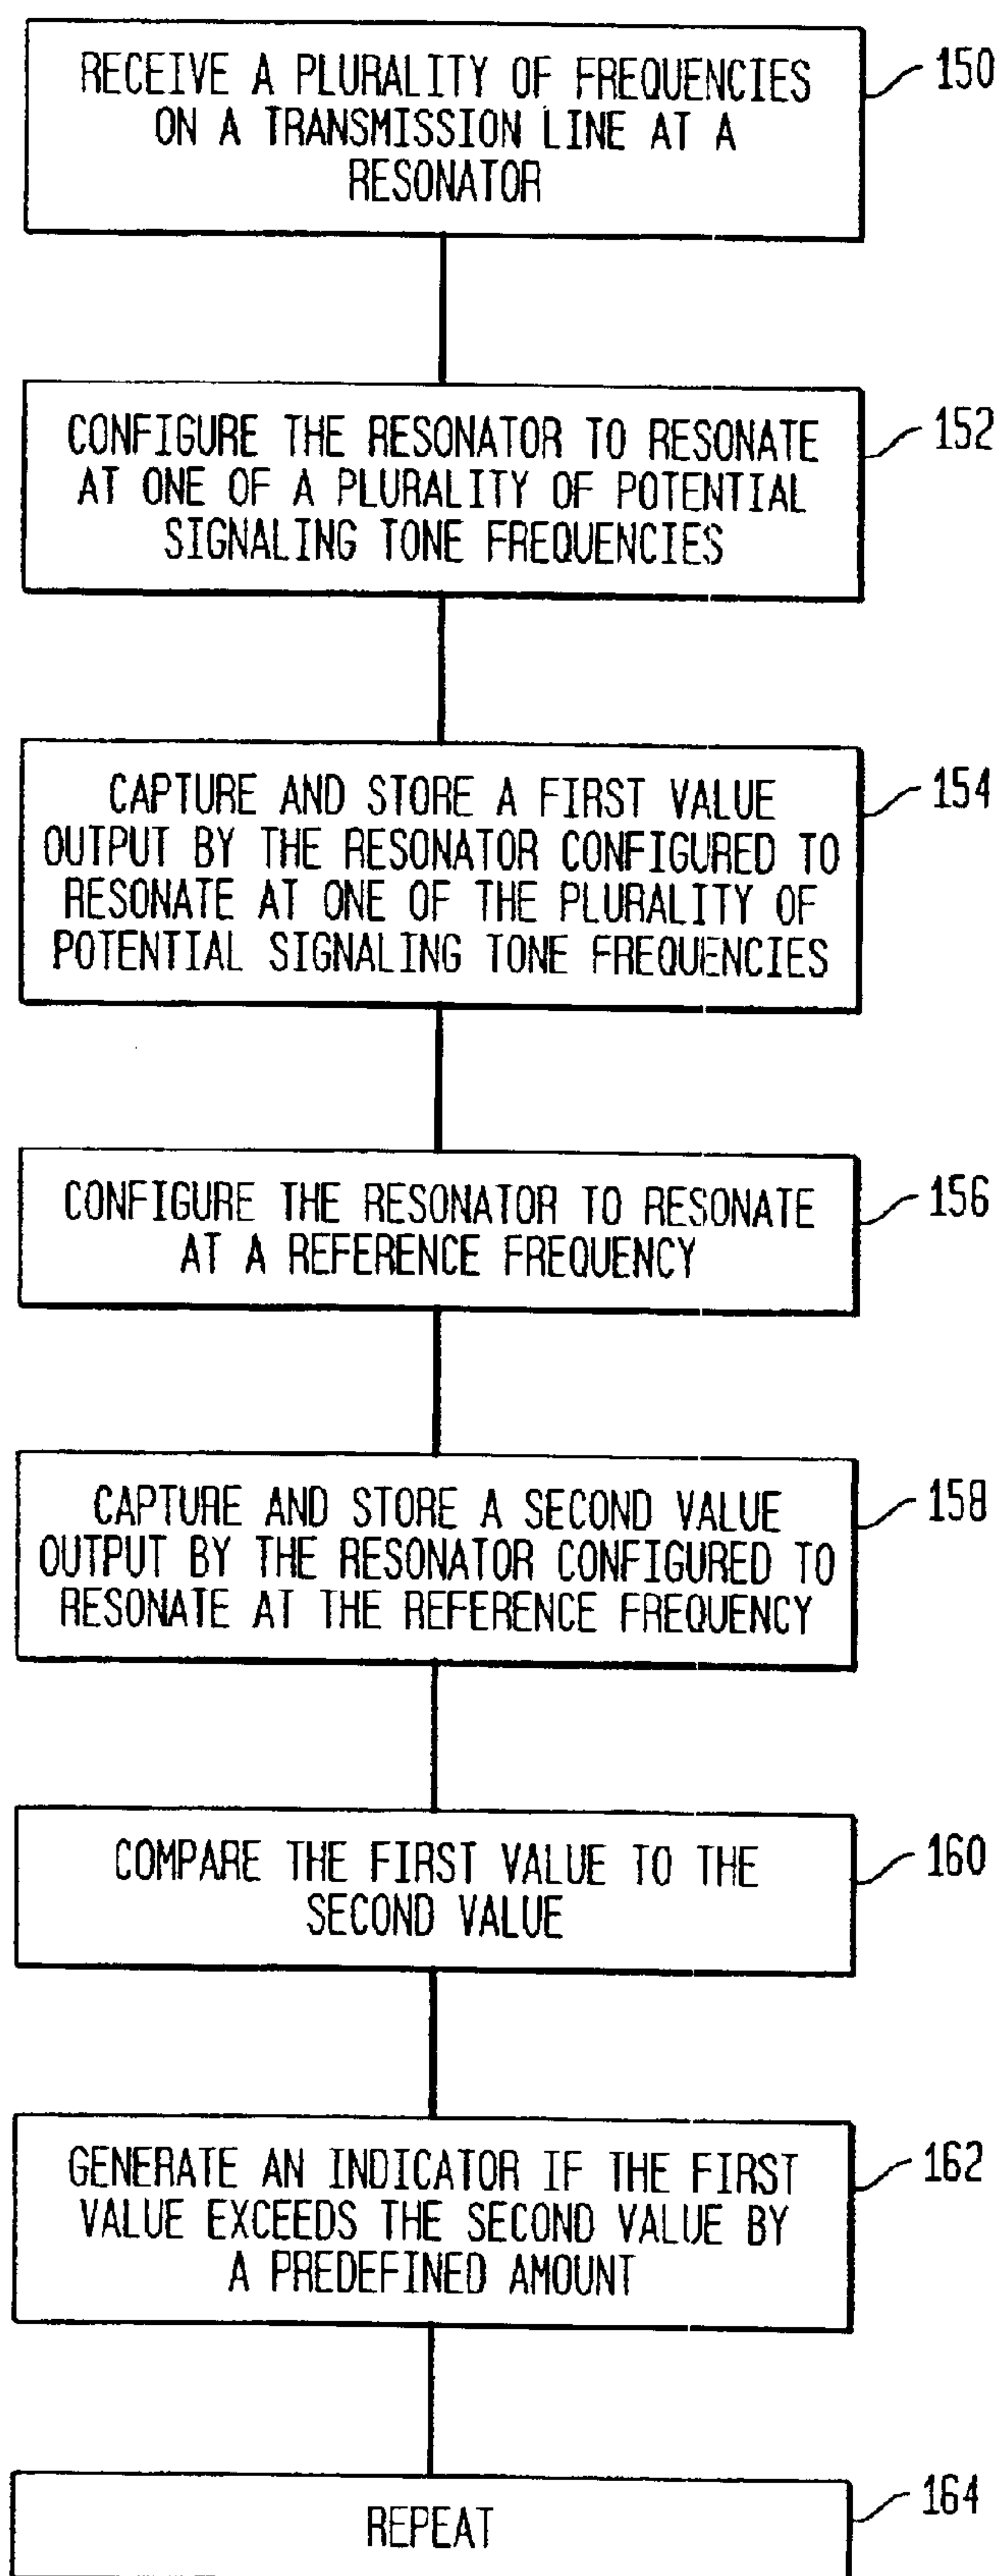 RECEIVE A PLURALITY OF FREQUENCIES
ON A TRANSMISSION LINE AT A
RESONATOR
150
CONFIGURE THE RESONATOR TO RESONATE
AT ONE OF A PLURALITY OF POTENTIAL
SIGNALING TONE FREQUENCIES
152
CAPTURE AND STORE A FIRST VALUE
OUTPUT BY THE RESONATOR CONFIGURED TO
RESONATE AT ONE OF THE PLURALITY OF
POTENTIAL SIGNALING TONE FREQUENCIES
154
CONFIGURE THE RESONATOR TO RESONATE
AT A REFERENCE FREQUENCY
156
CAPTURE AND STORE A SECOND VALUE
OUTPUT BY THE RESONATOR CONFIGURED TO
RESONATE AT THE REFERENCE FREQUENCY
158
COMPARE THE FIRST VALUE TO THE
SECOND VALUE
160
GENERATE AN INDICATOR IF THE FIRST
VALUE EXCEEDS THE SECOND VALUE BY
A PREDEFINED AMOUNT
162
REPEAT
164